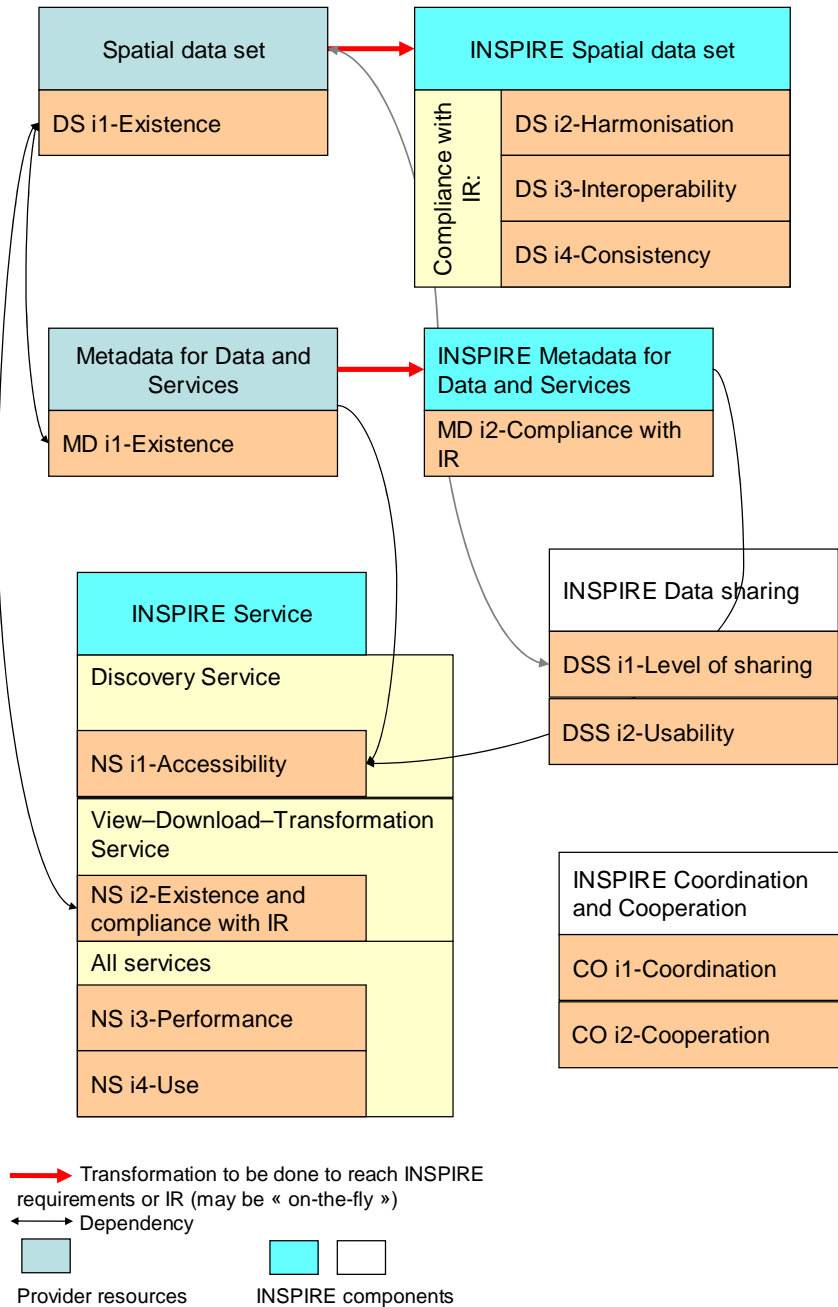 Spatial data set
INSPIRE Spatial data set
DS i1-Existence
Compliance with
IR:
DS i2-Harmonisation
DS i3-Interoperability
DS i4-Consistency
Metadata for Data and
Services
INSPIRE Metadata for
Data and Services
MD i1-Existence
MD i2-Compliance with
IR
INSPIRE Data sharing
DSS i1-Level of sharing
DSS i2-Usability
INSPIRE Service
Discovery Service
NS i1-Accessibility
View–Download–Transformation
Service
NS i2-Existence and
compliance with IR
All services
NS i3-Performance
NS i4-Use
INSPIRE Coordination
and Cooperation
CO i1-Coordination
CO i2-Cooperation
Transformation to be done to reach INSPIRE
requirements or IR (may be « on-the-fly »)
Dependency
Provider resources
INSPIRE components